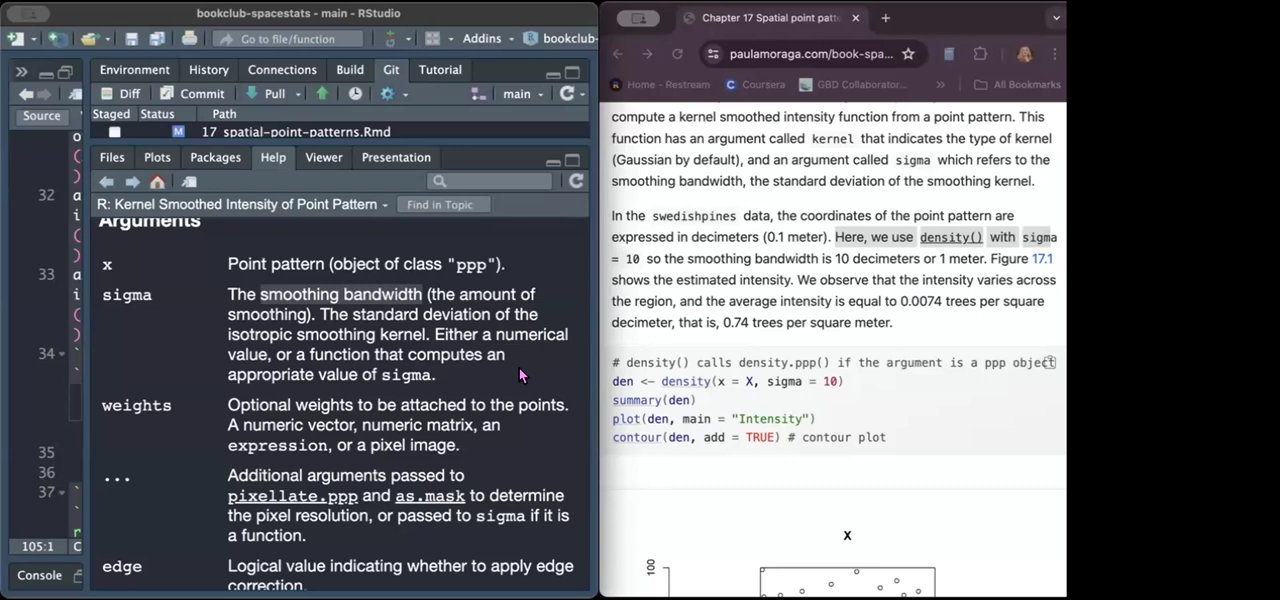 bookclub-spacestats - main - RStudio
Go to file/function
Addins
bookclub-
Environment History Connections Build Git Tutorial
Diff Commit Pull main
Staged Status Path
M 17_spatial-point-patterns.Rmd
Files Plots Packages Help Viewer Presentation
R: Kernel Smoothed Intensity of Point Pattern
Find in Topic
Arguments
x Point pattern (object of class "ppp").
sigma The smoothing bandwidth (the amount of
smoothing). The standard deviation of the
isotropic smoothing kernel. Either a numerical
value, or a function that computes an
appropriate value of sigma.
weights Optional weights to be attached to the points.
A numeric vector, numeric matrix, an
expression, or a pixel image.
... Additional arguments passed to
pixellate.ppp and as.mask to determine
the pixel resolution, or passed to sigma if it is
a function.
edge Logical value indicating whether to apply edge
correction.
Source
32
33
34
35
36
37
105:1
Console
Chapter 17 Spatial point patt
paulamoraga.com/book-spa...
Home - Restream Coursera GBD Collaborator... » All Bookmarks
compute a kernel smoothed intensity function from a point pattern. This
function has an argument called kernel that indicates the type of kernel
(Gaussian by default), and an argument called sigma which refers to the
smoothing bandwidth, the standard deviation of the smoothing kernel.
In the swedishpines data, the coordinates of the point pattern are
expressed in decimeters (0.1 meter). Here, we use density() with sigma
= 10 so the smoothing bandwidth is 10 decimeters or 1 meter. Figure 17.1
shows the estimated intensity. We observe that the intensity varies across
the region, and the average intensity is equal to 0.0074 trees per square
decimeter, that is, 0.74 trees per square meter.
# density() calls density.ppp() if the argument is a ppp object
den <- density(x = X, sigma = 10)
summary(den)
plot(den, main = "Intensity")
contour(den, add = TRUE) # contour plot
X
100